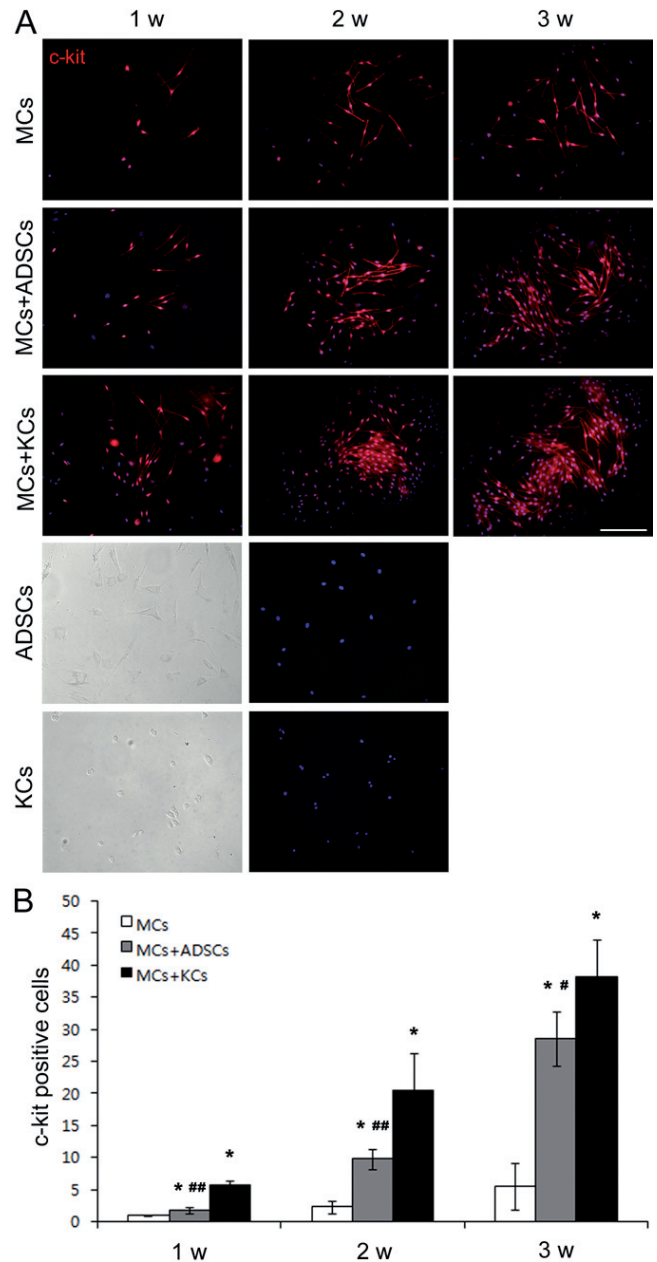 A
1 w 2 w 3 w
c-kit
MCs
MCs+ADSCs
MCs+KCs
ADSCs
KCs
B
c-kit positive cells
50
45
40
35
30
25
20
15
10
5
0
MCs
MCs+ADSCs
MCs+KCs
* ## *
* ## *
* # *
1 w 2 w 3 w